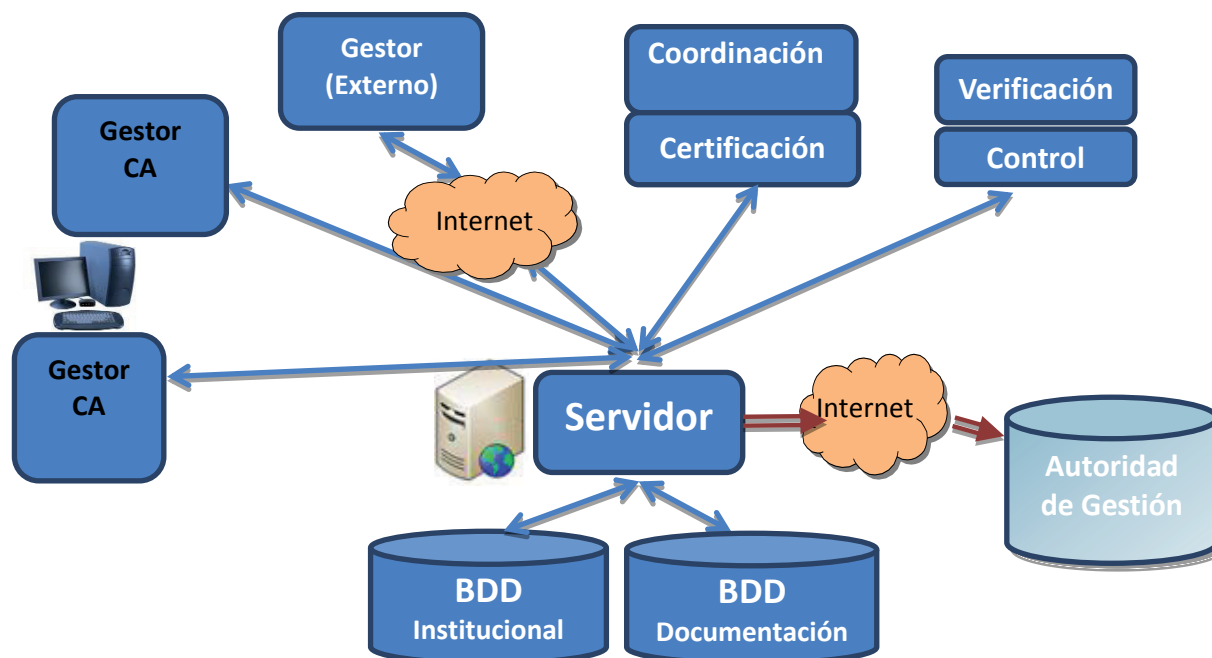 Gestor
(Externo)
Coordinación
Certificación
Verificación
Control
Gestor
CA
Internet
Gestor
CA
Servidor
Internet
Autoridad
de Gestión
BDD
Institucional
BDD
Documentación